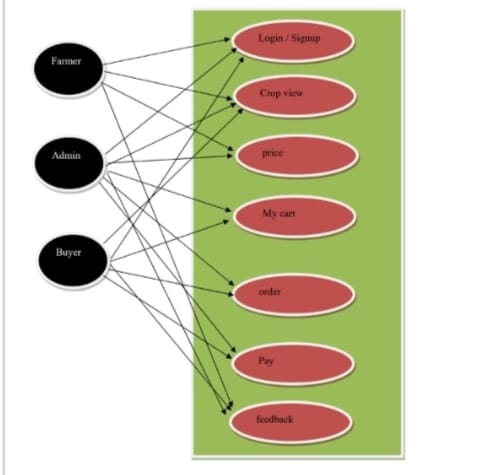 Farmer
Admin
Buyer
Login / Signup
Crop view
price
My cart
order
Pay
feedback